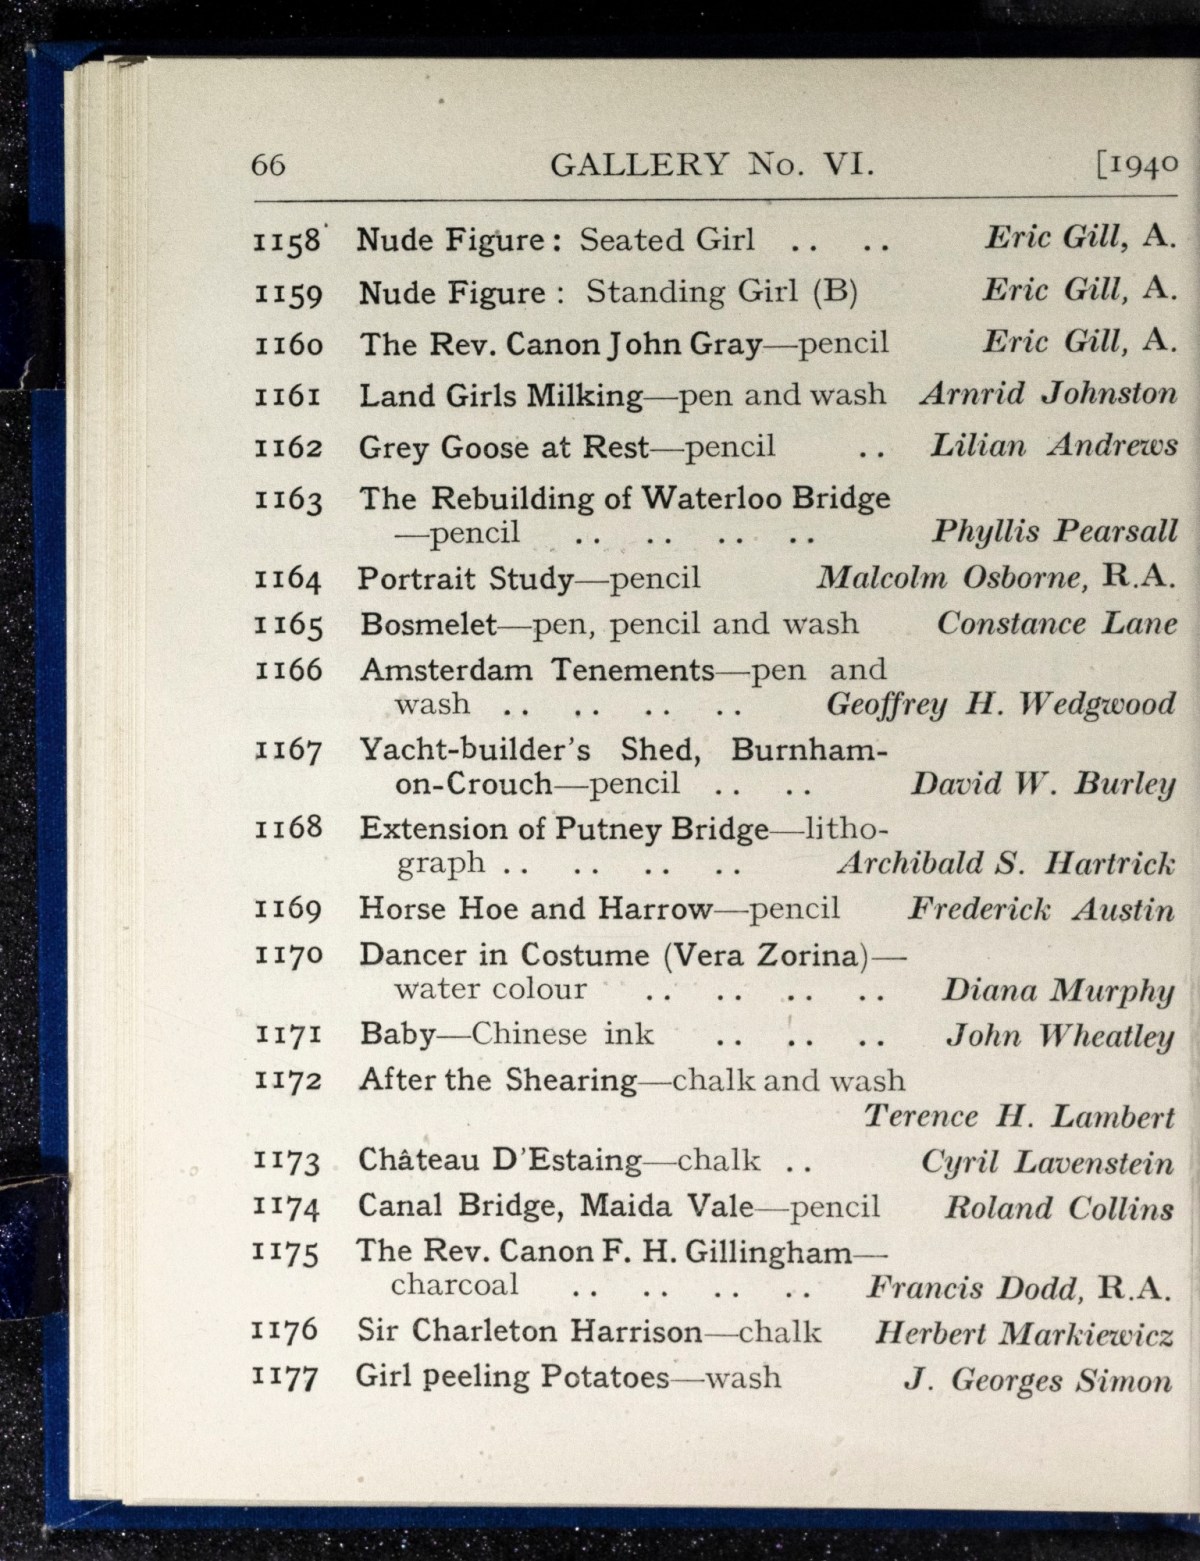 66 GALLERY No. VI. [1940
1158 Nude Figure: Seated Girl .. .. Eric Gill, A.
1159 Nude Figure: Standing Girl (B) Eric Gill, A.
1160 The Rev. Canon John Gray—pencil Eric Gill, A.
1161 Land Girls Milking—pen and wash Arnrid Johnston
1162 Grey Goose at Rest—pencil .. Lilian Andrews
1163 The Rebuilding of Waterloo Bridge
—pencil .. .. .. .. Phyllis Pearsall
1164 Portrait Study—pencil Malcolm Osborne, R.A.
1165 Bosmelet—pen, pencil and wash Constance Lane
1166 Amsterdam Tenements—pen and
wash .. .. .. .. Geoffrey H. Wedgwood
1167 Yacht-builder's Shed, Burnham-
on-Crouch—pencil .. .. David W. Burley
1168 Extension of Putney Bridge—litho-
graph .. .. .. .. Archibald S. Hartrick
1169 Horse Hoe and Harrow—pencil Frederick Austin
1170 Dancer in Costume (Vera Zorina)—
water colour .. .. .. .. Diana Murphy
1171 Baby—Chinese ink .. .. .. John Wheatley
1172 After the Shearing—chalk and wash
Terence H. Lambert
1173 Château D'Estaing—chalk .. Cyril Lavenstein
1174 Canal Bridge, Maida Vale—pencil Roland Collins
1175 The Rev. Canon F. H. Gillingham—
charcoal .. .. .. .. Francis Dodd, R.A.
1176 Sir Charleton Harrison—chalk Herbert Markiewicz
1177 Girl peeling Potatoes—wash J. Georges Simon